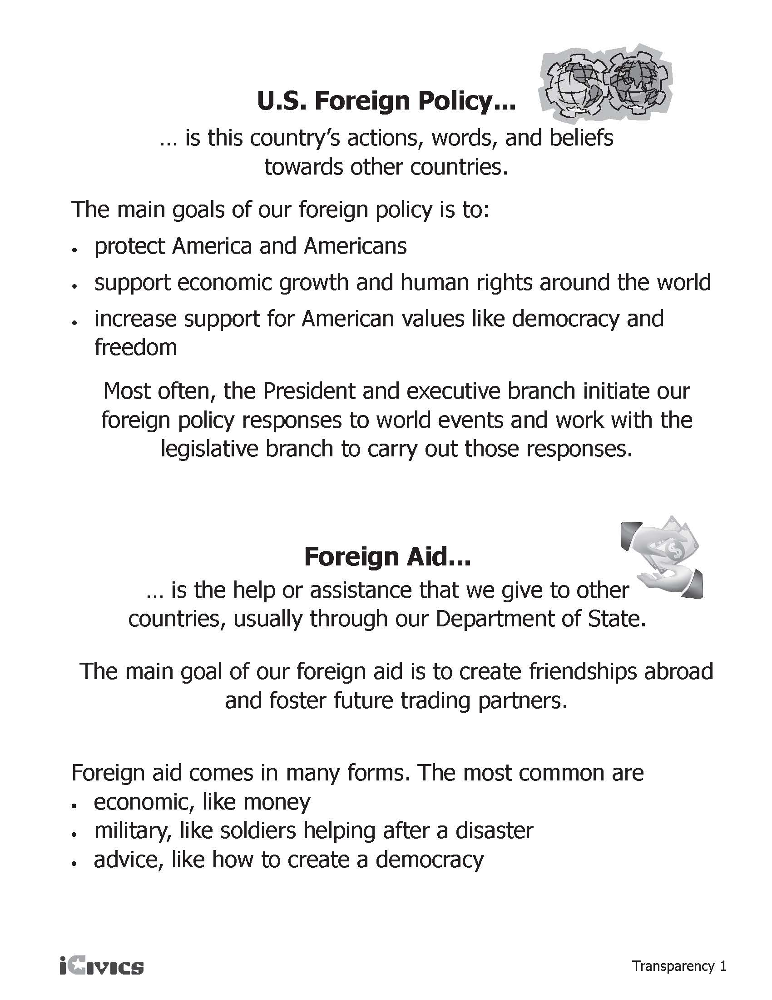 U.S. Foreign Policy...
… is this country’s actions, words, and beliefs
towards other countries.
The main goals of our foreign policy is to:
• protect America and Americans
• support economic growth and human rights around the world
• increase support for American values like democracy and
freedom
Most often, the President and executive branch initiate our
foreign policy responses to world events and work with the
legislative branch to carry out those responses.
$
Foreign Aid...
… is the help or assistance that we give to other
countries, usually through our Department of State.
The main goal of our foreign aid is to create friendships abroad
and foster future trading partners.
Foreign aid comes in many forms. The most common are
• economic, like money
• military, like soldiers helping after a disaster
• advice, like how to create a democracy
iCivics
Transparency 1